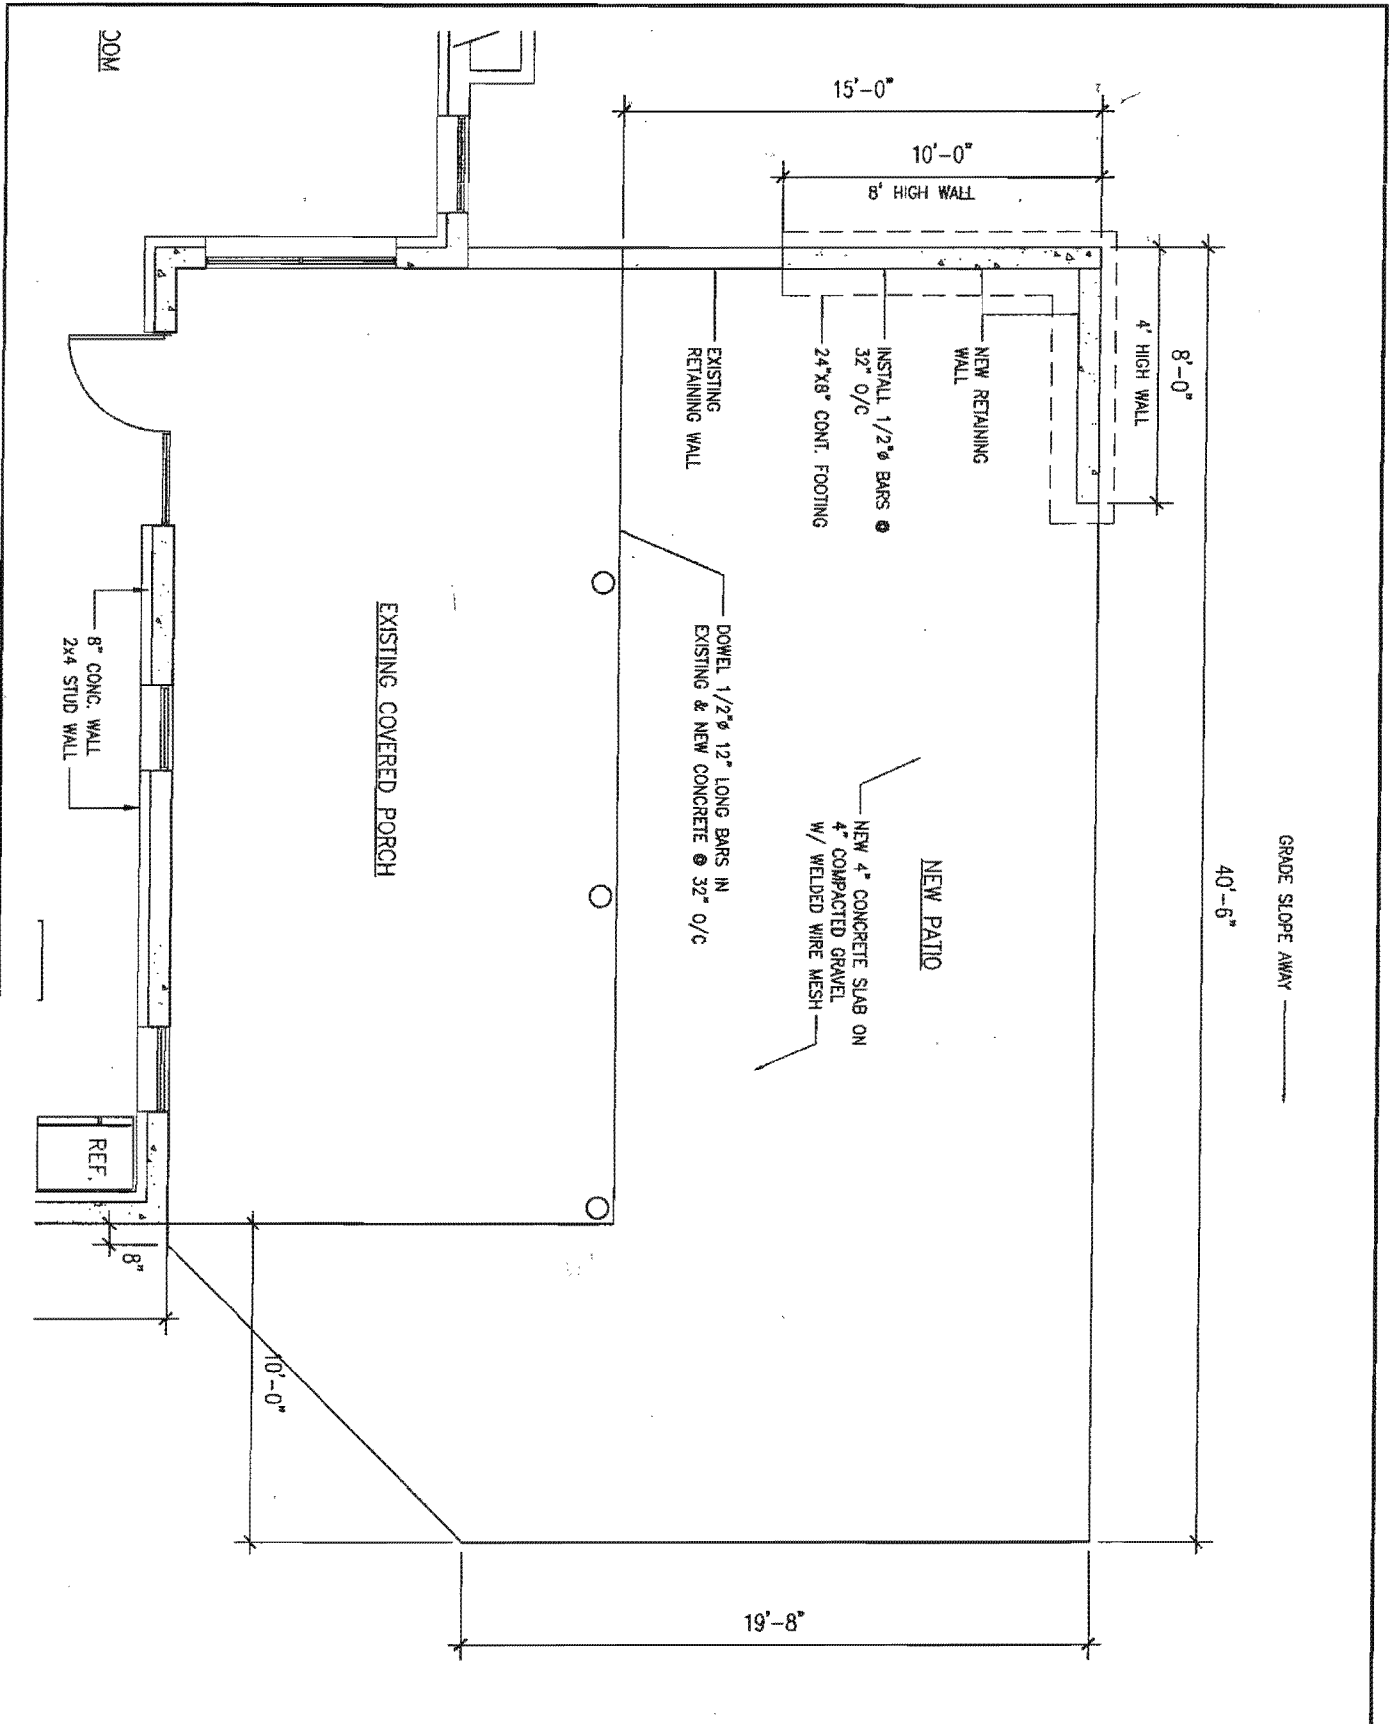 GRADE SLOPE AWAY
40'-6"
8'-0"
4' HIGH WALL
15'-0"
10'-0"
8' HIGH WALL
NEW RETAINING
WALL
INSTALL 1/2"ø BARS @
32" O/C
24"X8" CONT. FOOTING
EXISTING
RETAINING WALL
NEW PATIO
NEW 4" CONCRETE SLAB ON
4" COMPACTED GRAVEL
W/ WELDED WIRE MESH
DOWEL 1/2"ø 12" LONG BARS IN
EXISTING & NEW CONCRETE @ 32" O/C
19'-8"
EXISTING COVERED PORCH
10'-0"
8" CONC. WALL
2x4 STUD WALL
REF.
8"